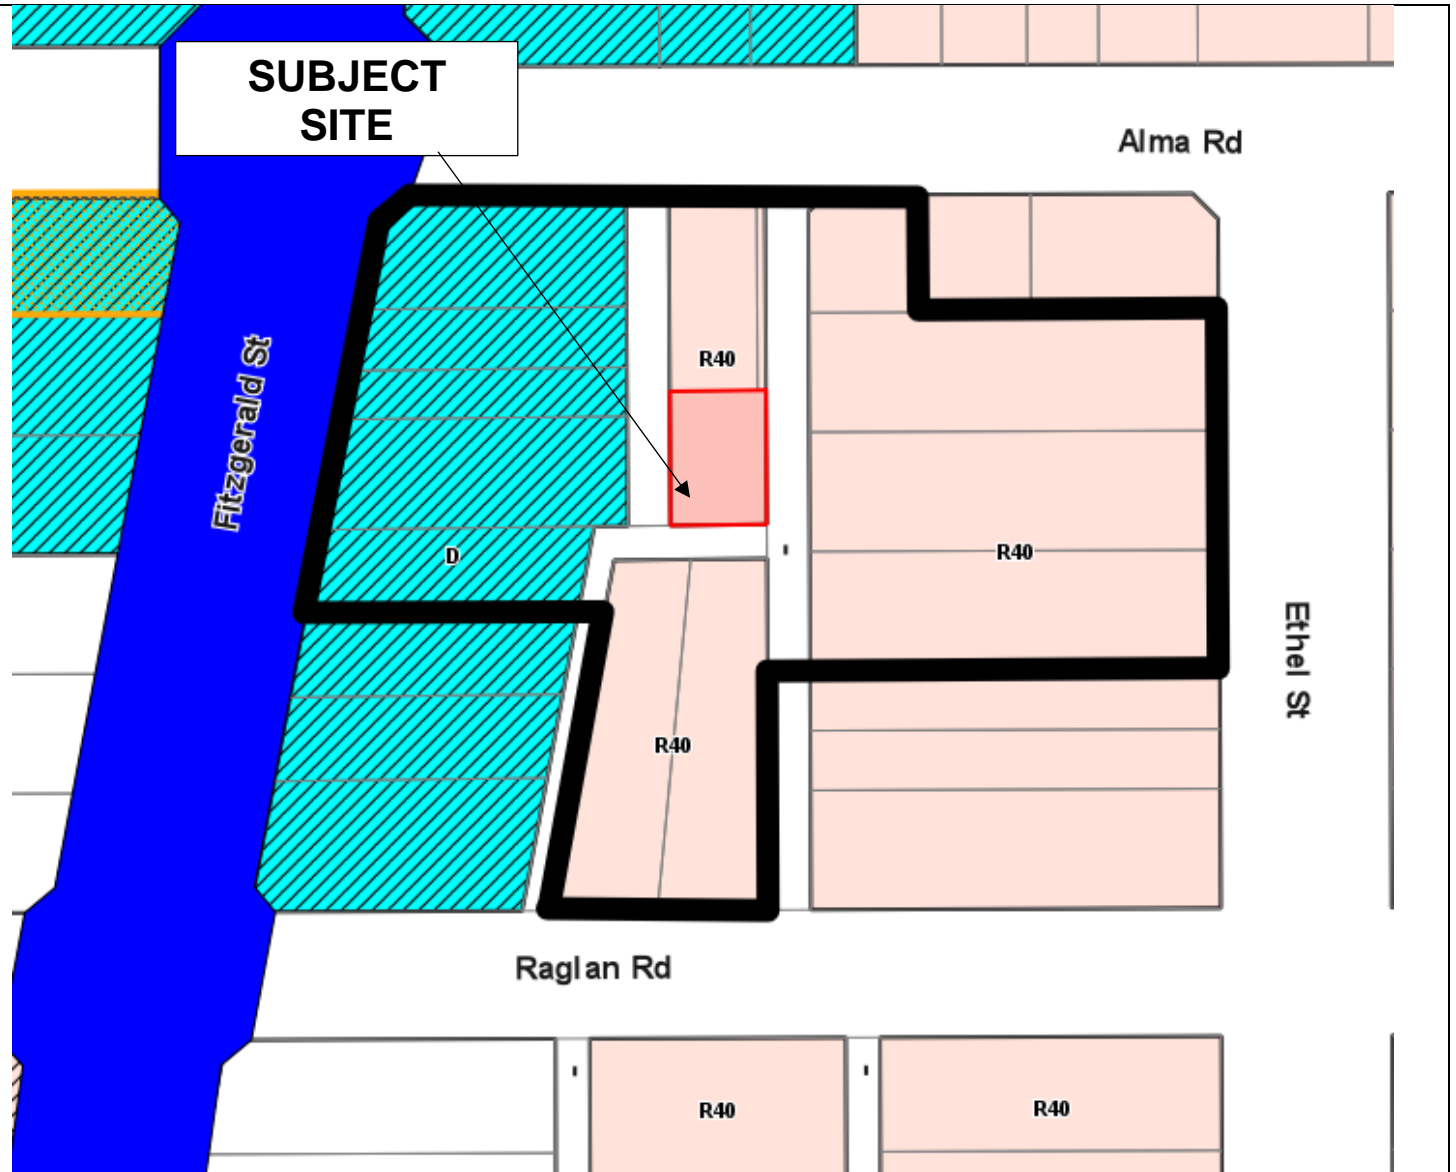 SUBJECT
SITE
Alma Rd
R40
Fitzgerald St
D
R40
Ethel St
R40
Raglan Rd
R40
R40